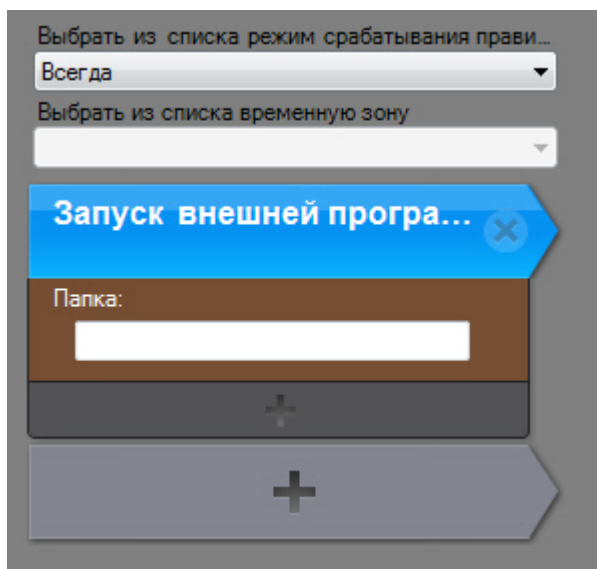 Выбрать из списка режим срабатывания прави...
Всегда
Выбрать из списка временную зону
Запуск внешней програ...
Папка: